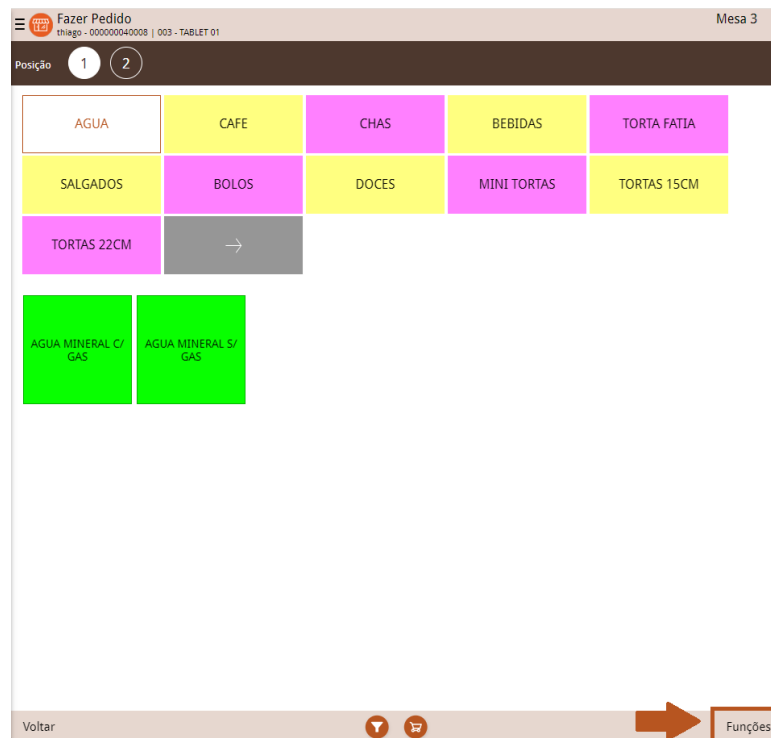 Fazer Pedido
Mesa 3
thiago - 000000040008 | 003 - TABLET 01
Posição 1 2
AGUA CAFE CHAS BEBIDAS TORTA FATIA
SALGADOS BOLOS DOCES MINI TORTAS TORTAS 15CM
TORTAS 22CM →
AGUA MINERAL C/
GAS
AGUA MINERAL S/
GAS
Voltar Funções